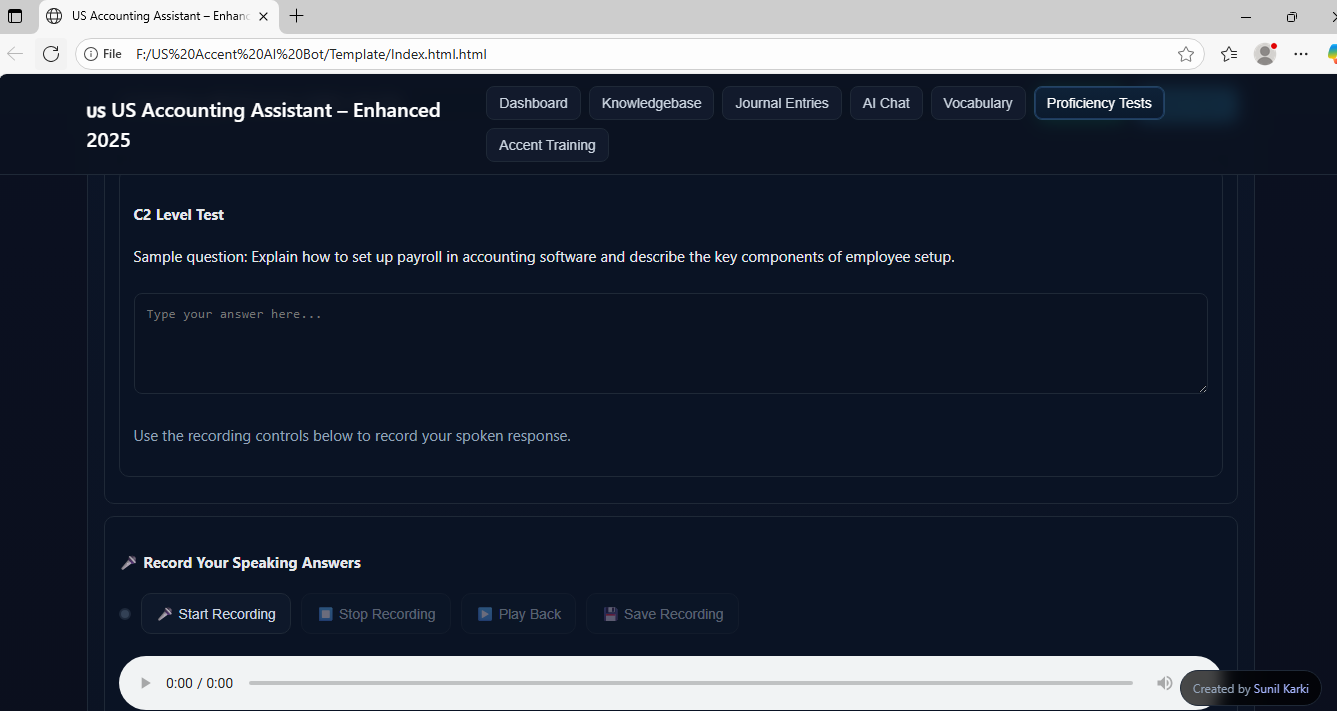 US Accounting Assistant – Enhanc
File F:/US%20Accent%20AI%20Bot/Template/Index.html.html
US US Accounting Assistant – Enhanced
2025
Dashboard Knowledgebase Journal Entries AI Chat Vocabulary Proficiency Tests
Accent Training
C2 Level Test
Sample question: Explain how to set up payroll in accounting software and describe the key components of employee setup.
Type your answer here...
Use the recording controls below to record your spoken response.
Record Your Speaking Answers
Start Recording Stop Recording Play Back Save Recording
0:00 / 0:00
Created by Sunil Karki